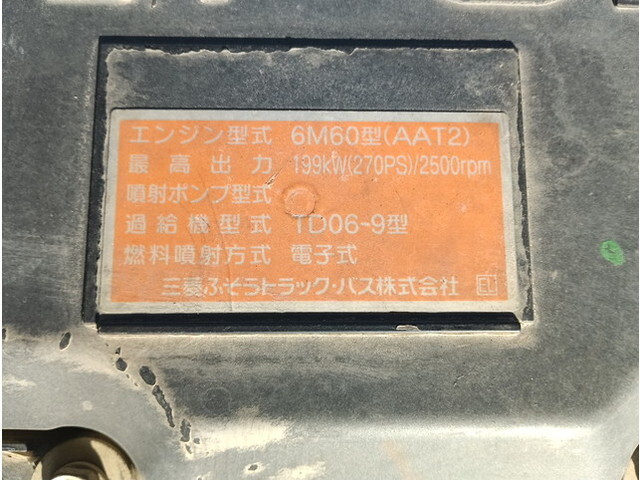 エンジン型式 6M60型(AAT2)
最高出力 199kW(270PS)/2500rpm
噴射ポンプ型式
過給機型式 TD06-9型
燃料噴射方式 電子式
三菱ふそうトラック・バス株式会社 EL